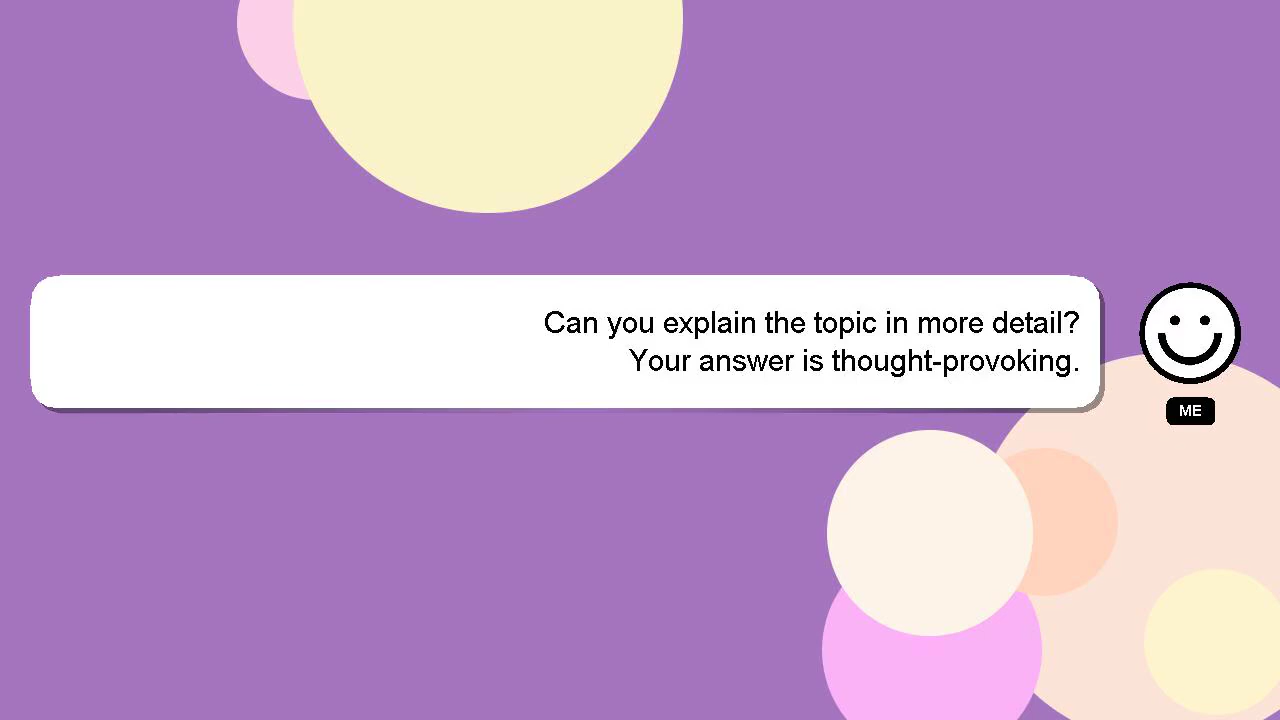 Can you explain the topic in more detail?
Your answer is thought-provoking.
ME